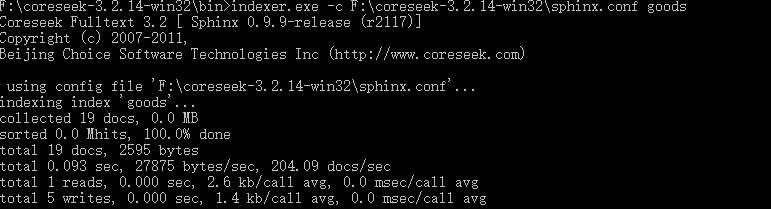 F:\coreseek-3.2.14-win32\bin>indexer.exe -c F:\coreseek-3.2.14-win32\sphinx.conf goods
Coreseek Fulltext 3.2 [ Sphinx 0.9.9-release (r2117)]
Copyright (c) 2007-2011,
Beijing Choice Software Technologies Inc (http://www.coreseek.com)
using config file 'F:\coreseek-3.2.14-win32\sphinx.conf'...
indexing index 'goods'...
collected 19 docs, 0.0 MB
sorted 0.0 Mhits, 100.0% done
total 19 docs, 2595 bytes
total 0.093 sec, 27875 bytes/sec, 204.09 docs/sec
total 1 reads, 0.000 sec, 2.6 kb/call avg, 0.0 msec/call avg
total 5 writes, 0.000 sec, 1.4 kb/call avg, 0.0 msec/call avg